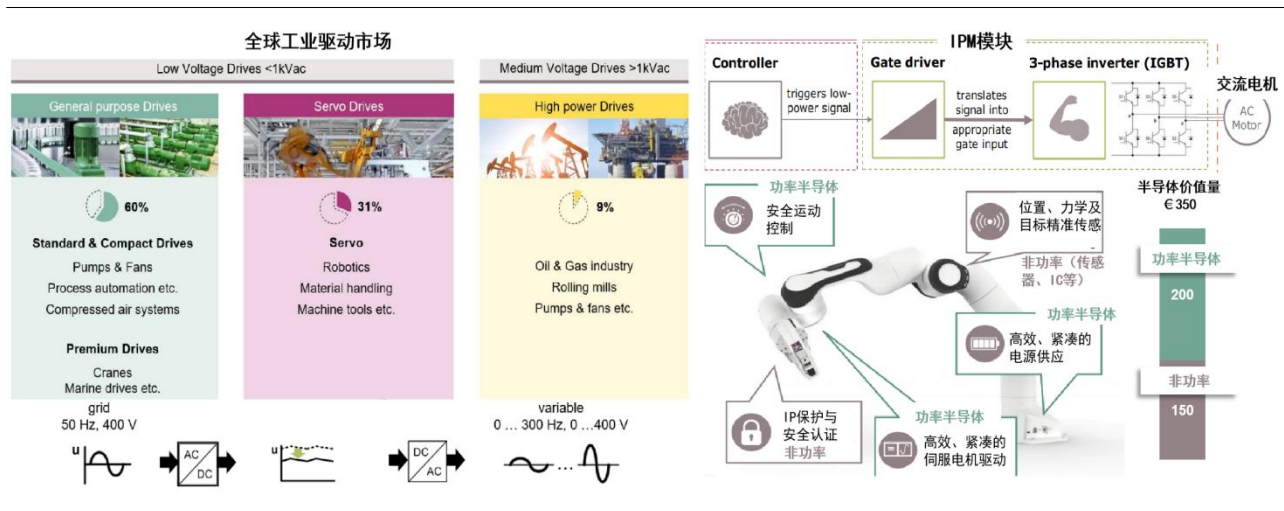 全球工业驱动市场
Low Voltage Drives <1kVac
Medium Voltage Drives >1kVac
General purpose Drives
60%
Standard & Compact Drives
Pumps & Fans
Process automation etc.
Compressed air systems
Premium Drives
Cranes
Marine drives etc.
Servo Drives
31%
Servo
Robotics
Material handling
Machine tools etc.
High power Drives
9%
Oil & Gas industry
Rolling mills
Pumps & fans etc.
grid
50 Hz, 400 V
variable
0 … 300 Hz, 0 …400 V
u
AC
DC
u
DC
AC
...
IPM模块
Controller
triggers low-
power signal
Gate driver
translates
signal into
appropriate
gate input
3-phase inverter (IGBT)
交流电机
AC
Motor
功率半导体
安全运动
控制
位置、力学及
目标精准传感
非功率（传感
器、IC等）
功率半导体
高效、紧凑的
电源供应
IP保护与
安全认证
非功率
功率半导体
高效、紧凑的
伺服电机驱动
半导体价值量
€350
功率半导体
200
非功率
150